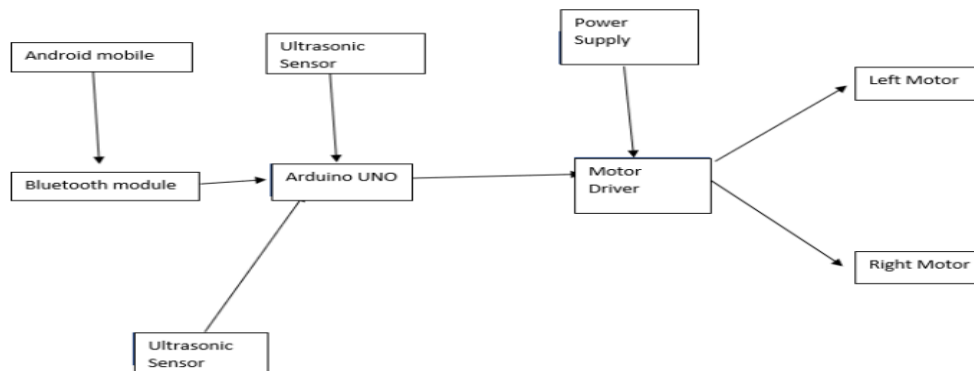 Android mobile
Ultrasonic
Sensor
Power
Supply
Left Motor
Bluetooth module
Arduino UNO
Motor
Driver
Right Motor
Ultrasonic
Sensor